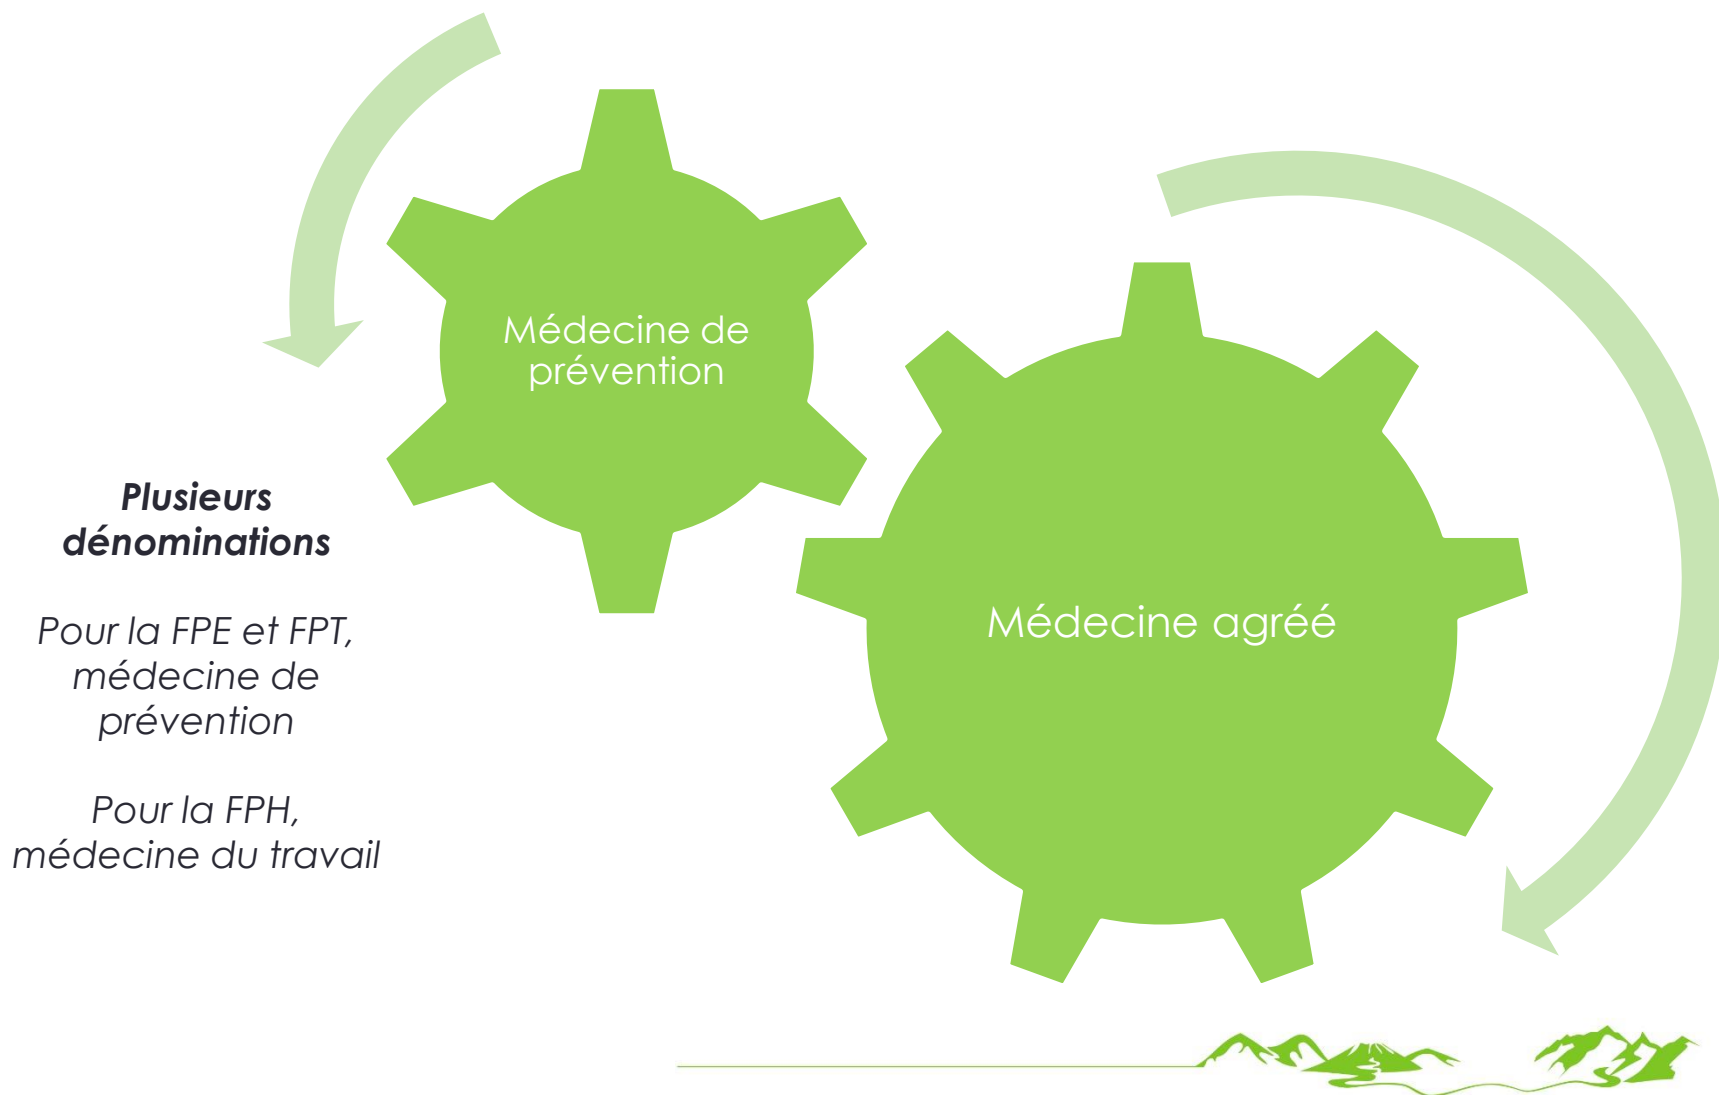 Médecine de
prévention
Médecine agréé
Plusieurs
dénominations
Pour la FPE et FPT,
médecine de
prévention
Pour la FPH,
médecine du travail